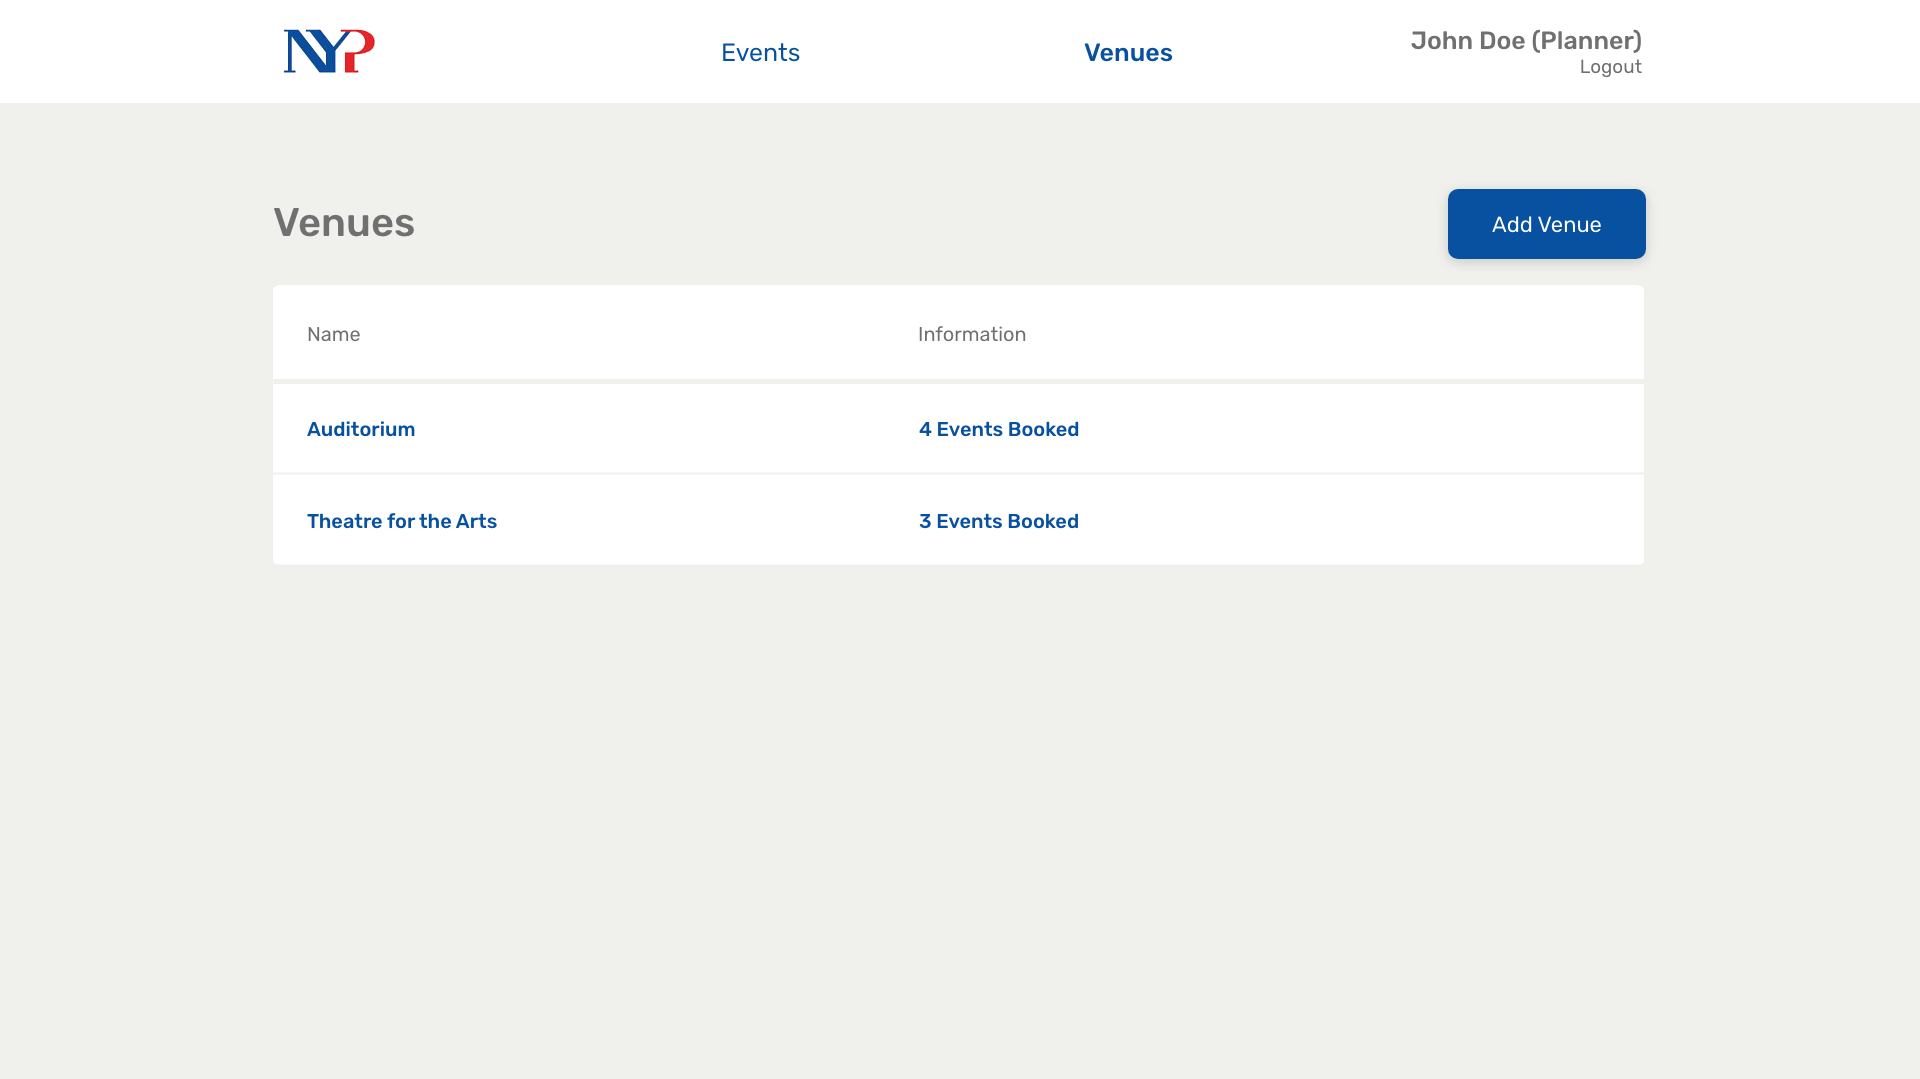 NYP
Events
Venues
John Doe (Planner)
Logout
Venues
Add Venue
Name
Information
Auditorium
4 Events Booked
Theatre for the Arts
3 Events Booked